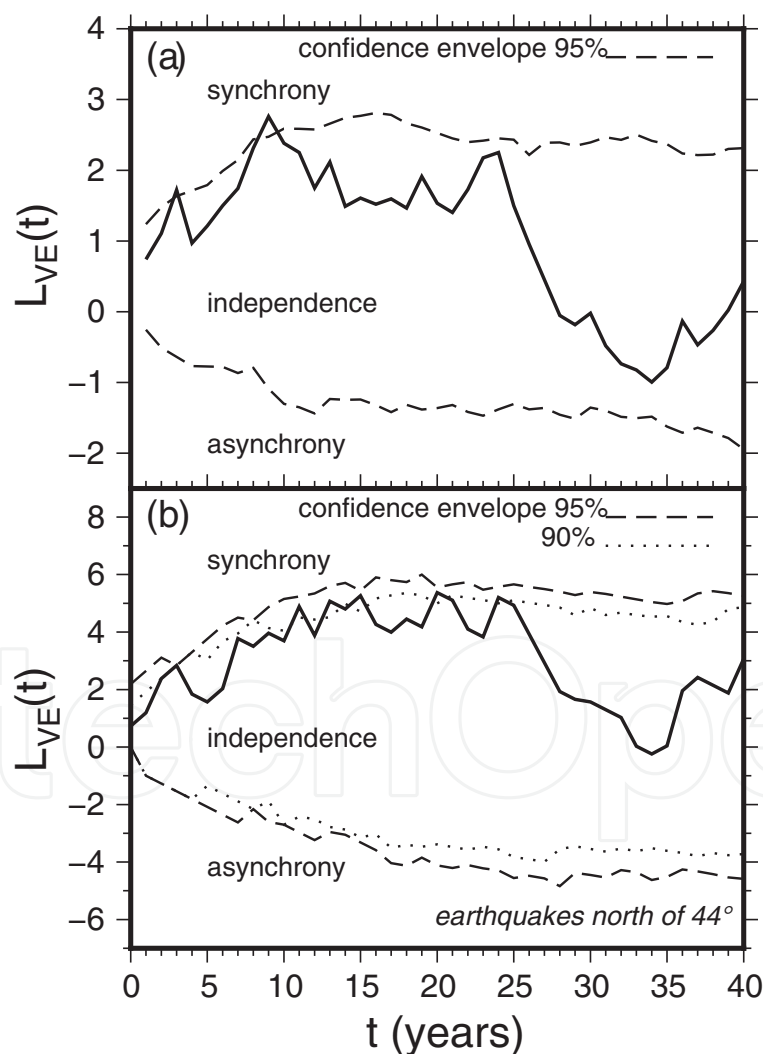 4
(a)
confidence envelope 95%
synchrony
3
2
L_VE(t)
1
independence
0
−1
asynchrony
−2
(b)
confidence envelope 95%
8
90%
synchrony
6
4
L_VE(t)
2
independence
0
−2
asynchrony
−4
earthquakes north of 44°
−6
0 5 10 15 20 25 30 35 40
t (years)
techOpe